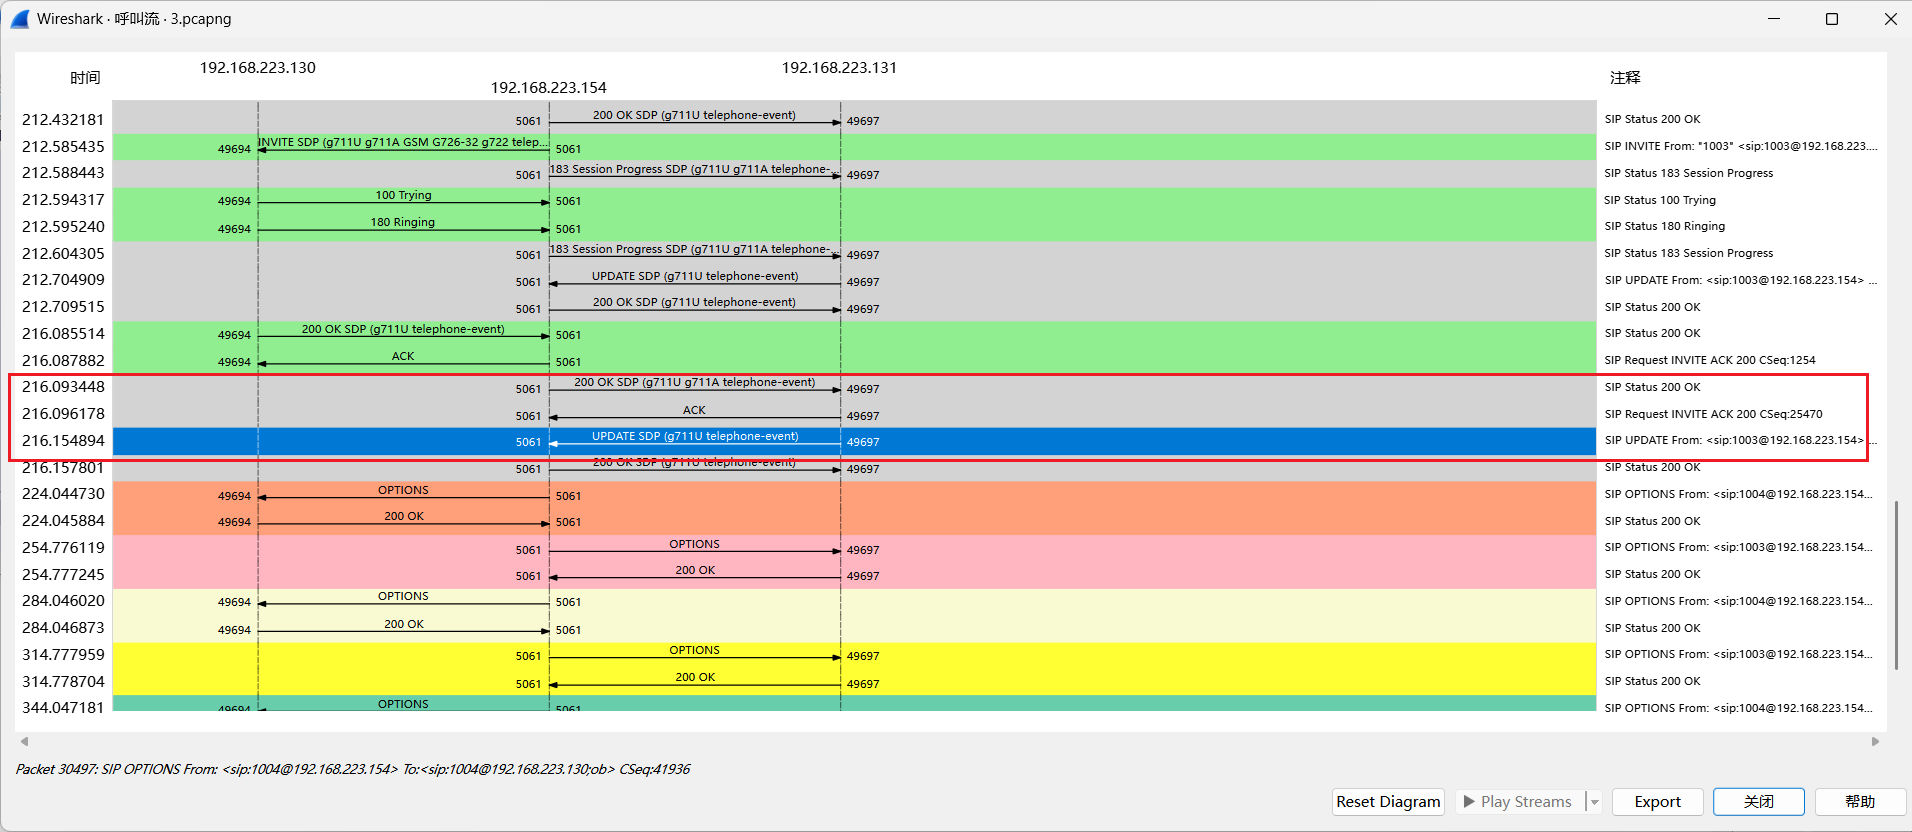 Wireshark · 呼叫流 · 3.pcapng
时间 192.168.223.130 192.168.223.154 192.168.223.131 注释
212.432181 5061 200 OK SDP (g711U telephone-event) 49697 SIP Status 200 OK
212.585435 49694 INVITE SDP (g711U g711A GSM G726-32 g722 telep... 5061 SIP INVITE From: "1003" <sip:1003@192.168.223....
212.588443 5061 183 Session Progress SDP (g711U g711A telephone-... 49697 SIP Status 183 Session Progress
212.594317 49694 100 Trying 5061 SIP Status 100 Trying
212.595240 49694 180 Ringing 5061 SIP Status 180 Ringing
212.604305 5061 183 Session Progress SDP (g711U g711A telephone-... 49697 SIP Status 183 Session Progress
212.704909 5061 UPDATE SDP (g711U telephone-event) 49697 SIP UPDATE From: <sip:1003@192.168.223.154> ...
212.709515 5061 200 OK SDP (g711U telephone-event) 49697 SIP Status 200 OK
216.085514 49694 200 OK SDP (g711U telephone-event) 5061 SIP Status 200 OK
216.087882 49694 ACK 5061 SIP Request INVITE ACK 200 CSeq:1254
216.093448 5061 200 OK SDP (g711U g711A telephone-event) 49697 SIP Status 200 OK
216.096178 5061 ACK 49697 SIP Request INVITE ACK 200 CSeq:25470
216.154894 5061 UPDATE SDP (g711U telephone-event) 49697 SIP UPDATE From: <sip:1003@192.168.223.154> ...
216.157801 5061 200 OK SDP (g711U telephone-event) 49697 SIP Status 200 OK
224.044730 49694 OPTIONS 5061 SIP OPTIONS From: <sip:1004@192.168.223.154...
224.045884 49694 200 OK 5061 SIP Status 200 OK
254.776119 5061 OPTIONS 49697 SIP OPTIONS From: <sip:1003@192.168.223.154...
254.777245 5061 200 OK 49697 SIP Status 200 OK
284.046020 49694 OPTIONS 5061 SIP OPTIONS From: <sip:1004@192.168.223.154...
284.046873 49694 200 OK 5061 SIP Status 200 OK
314.777959 5061 OPTIONS 49697 SIP OPTIONS From: <sip:1003@192.168.223.154...
314.778704 5061 200 OK 49697 SIP Status 200 OK
344.047181 49694 OPTIONS 5061 SIP OPTIONS From: <sip:1004@192.168.223.154...
Packet 30497: SIP OPTIONS From: <sip:1004@192.168.223.154> To:<sip:1004@192.168.223.130;ob> CSeq:41936
Reset Diagram Play Streams Export 关闭 帮助